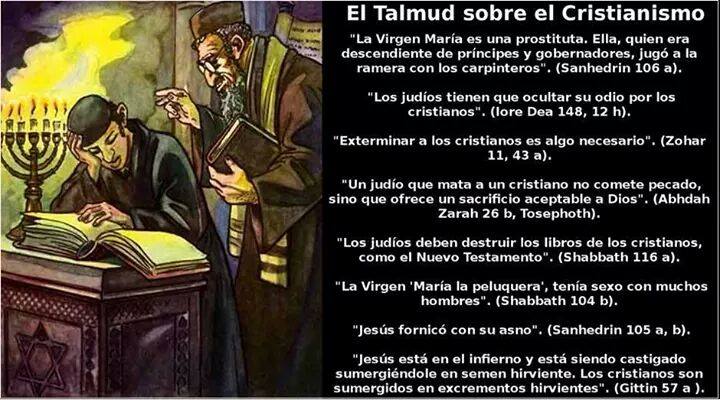 El Talmud sobre el Cristianismo
"La Virgen María es una prostituta. Ella, quien era
descendiente de príncipes y gobernadores, jugó a la
ramera con los carpinteros". (Sanhedrin 106 a).
"Los judíos tienen que ocultar su odio por los
cristianos". (Iore Dea 148, 12 h).
"Exterminar a los cristianos es algo necesario". (Zohar
11, 43 a).
"Un judío que mata a un cristiano no comete pecado,
sino que ofrece un sacrificio aceptable a Dios". (Abhdah
Zarah 26 b, Tosephoth).
"Los judíos deben destruir los libros de los cristianos,
como el Nuevo Testamento". (Shabbath 116 a).
"La Virgen 'María la peluquera', tenía sexo con muchos
hombres". (Shabbath 104 b).
"Jesús fornicó con su asno". (Sanhedrin 105 a, b).
"Jesús está en el infierno y está siendo castigado
sumergiéndole en semen hirviente. Los cristianos son
sumergidos en excrementos hirvientes". (Gittin 57 a ).